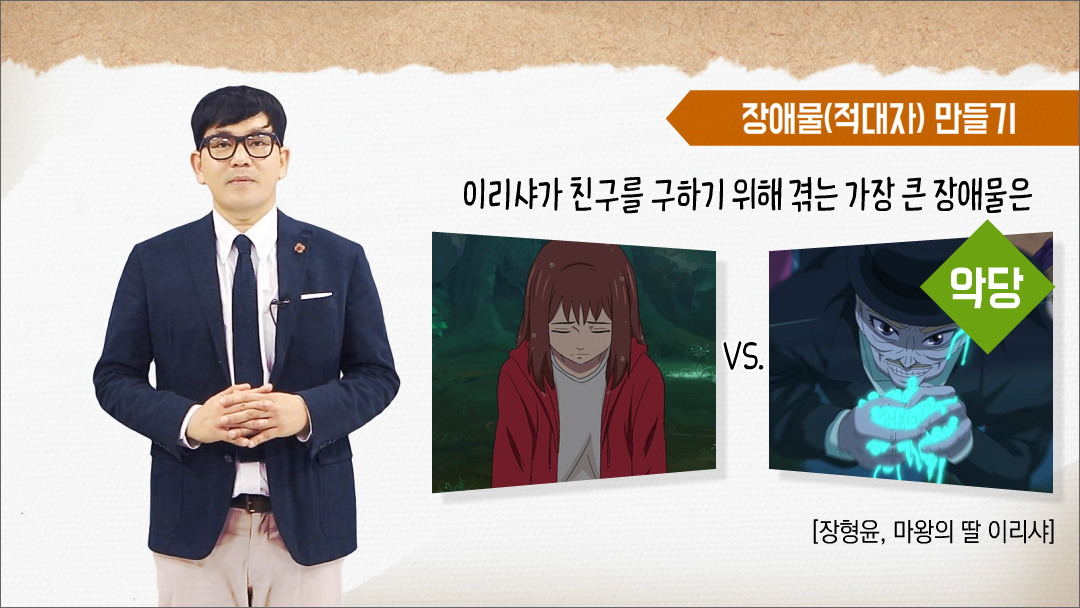 장애물(적대자) 만들기
이리샤가 친구를 구하기 위해 겪는 가장 큰 장애물은
악당
VS.
[장형윤, 마왕의 딸 이리샤]